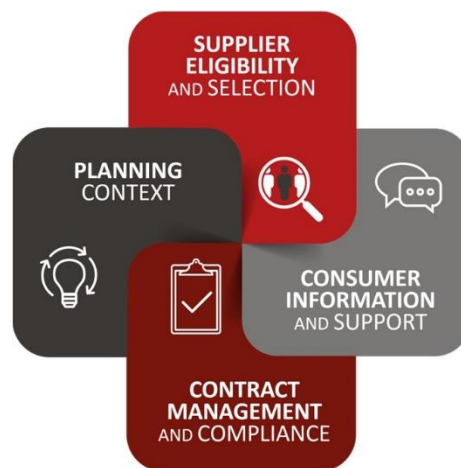 SUPPLIER
ELIGIBILITY
AND SELECTION
PLANNING
CONTEXT
CONSUMER
INFORMATION
AND SUPPORT
CONTRACT
MANAGEMENT
AND COMPLIANCE